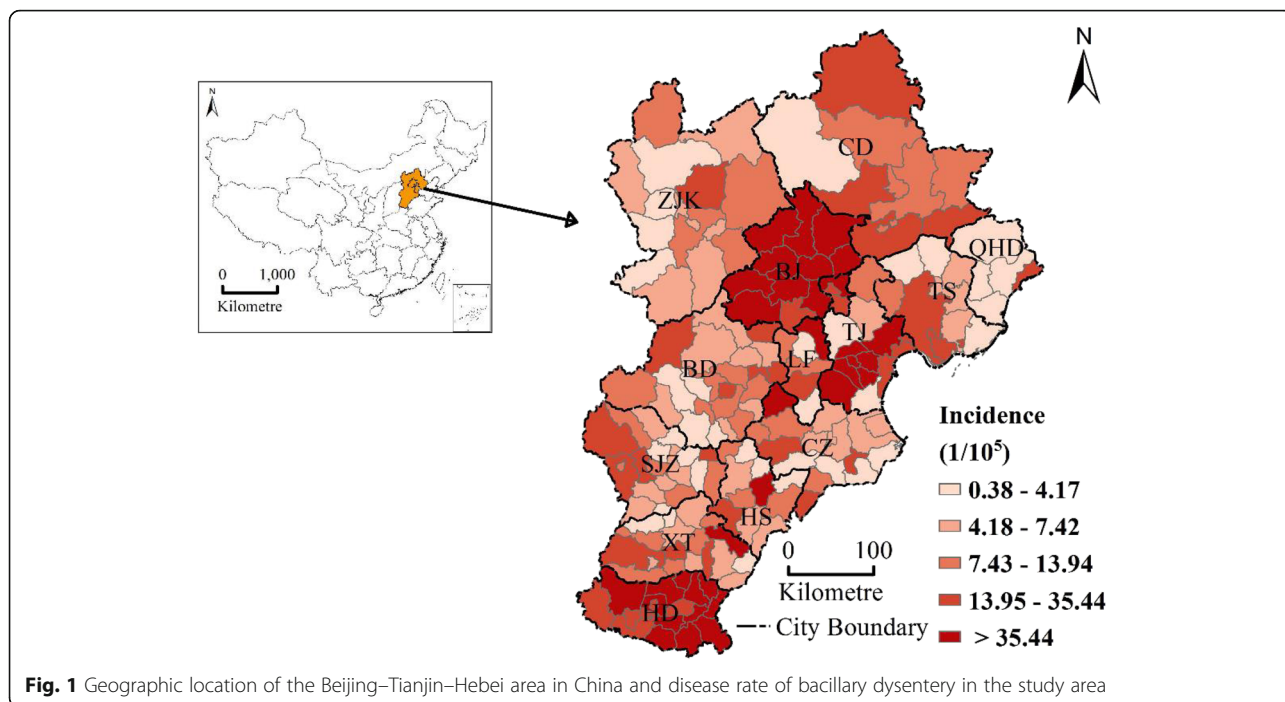 N
0 1,000
Kilometre
N
CD
ZJK
QHD
BJ
TS
TJ
LF
BD
CZ
SJZ
HS
XT
HD
0 100
Kilometre
City Boundary
Incidence
(1/10⁵)
0.38 - 4.17
4.18 - 7.42
7.43 - 13.94
13.95 - 35.44
> 35.44
Fig. 1 Geographic location of the Beijing–Tianjin–Hebei area in China and disease rate of bacillary dysentery in the study area